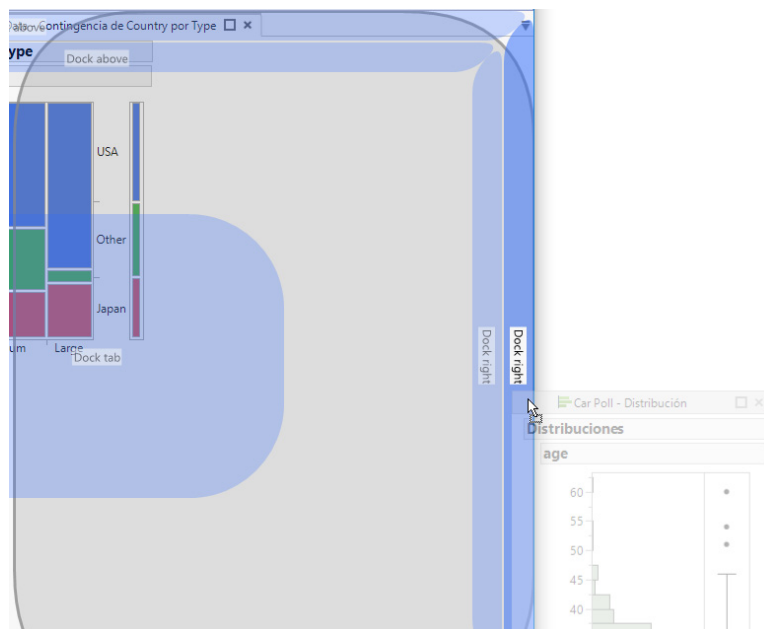 above
Contingencia de Country por Type
ype
Dock above
USA
Other
Japan
um
Large
Dock tab
Dock right
Dock right
Car Poll - Distribución
Distribuciones
age
60
55
50
45
40